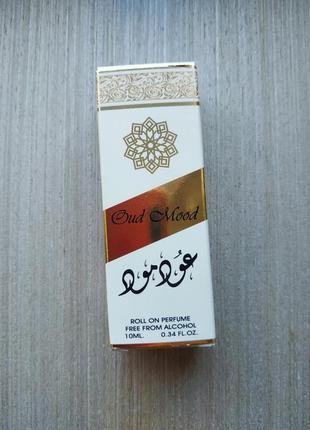 Oud Mood
عود مود
ROLL ON PERFUME
FREE FROM ALCOHOL
10ML. 0.34 FL.OZ.